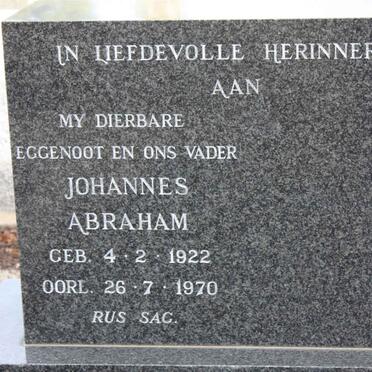 IN LIEFDEVOLLE HERINNER
AAN
MY DIERBARE
EGGENOOT EN ONS VADER
JOHANNES
ABRAHAM
GEB. 4·2·1922
OORL. 26·7·1970
RUS SAG.